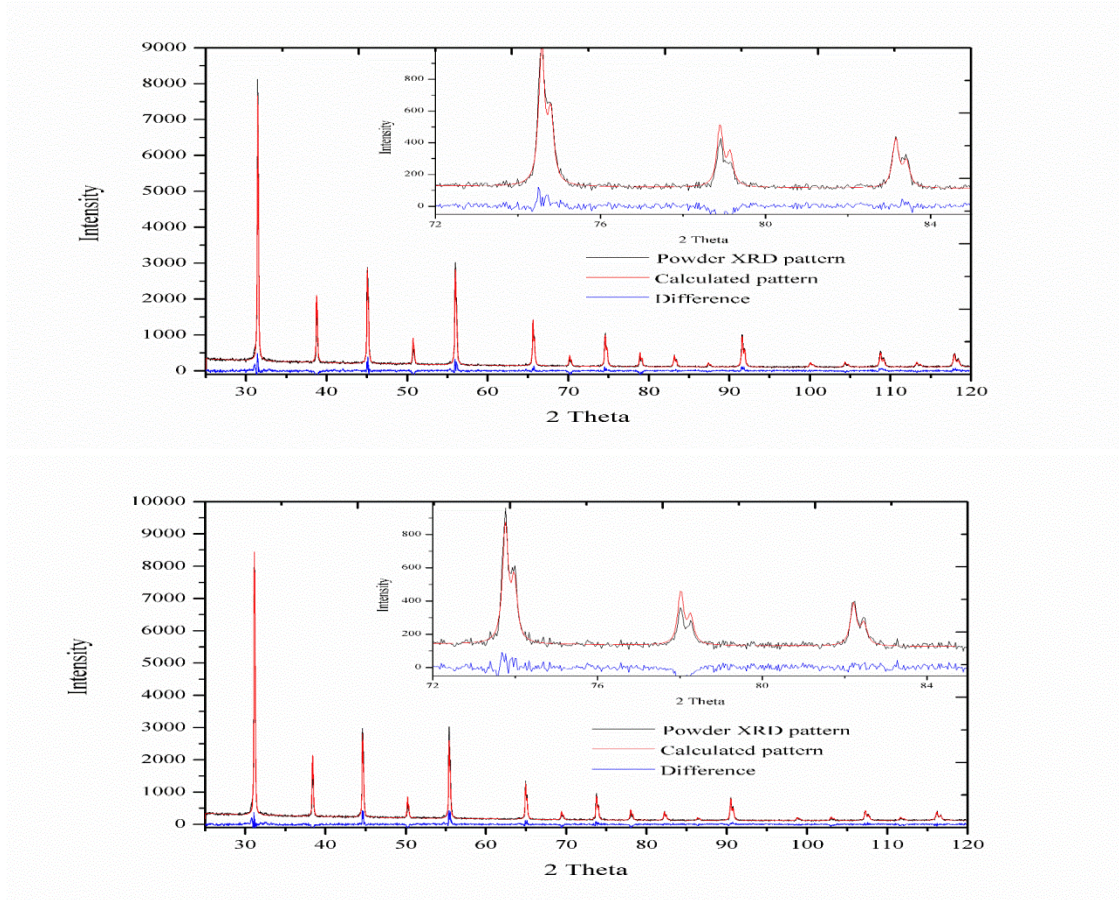 9000
8000
7000
6000
5000
4000
3000
2000
1000
0
Intensity
30 40 50 60 70 80 90 100 110 120
2 Theta
800
600
400
200
0
Intensity
72 76 80 84
2 Theta
Powder XRD pattern
Calculated pattern
Difference
10000
9000
8000
7000
6000
5000
4000
3000
2000
1000
0
Intensity
30 40 50 60 70 80 90 100 110 120
2 Theta
800
600
400
200
0
Intensity
72 76 80 84
2 Theta
Powder XRD pattern
Calculated pattern
Difference